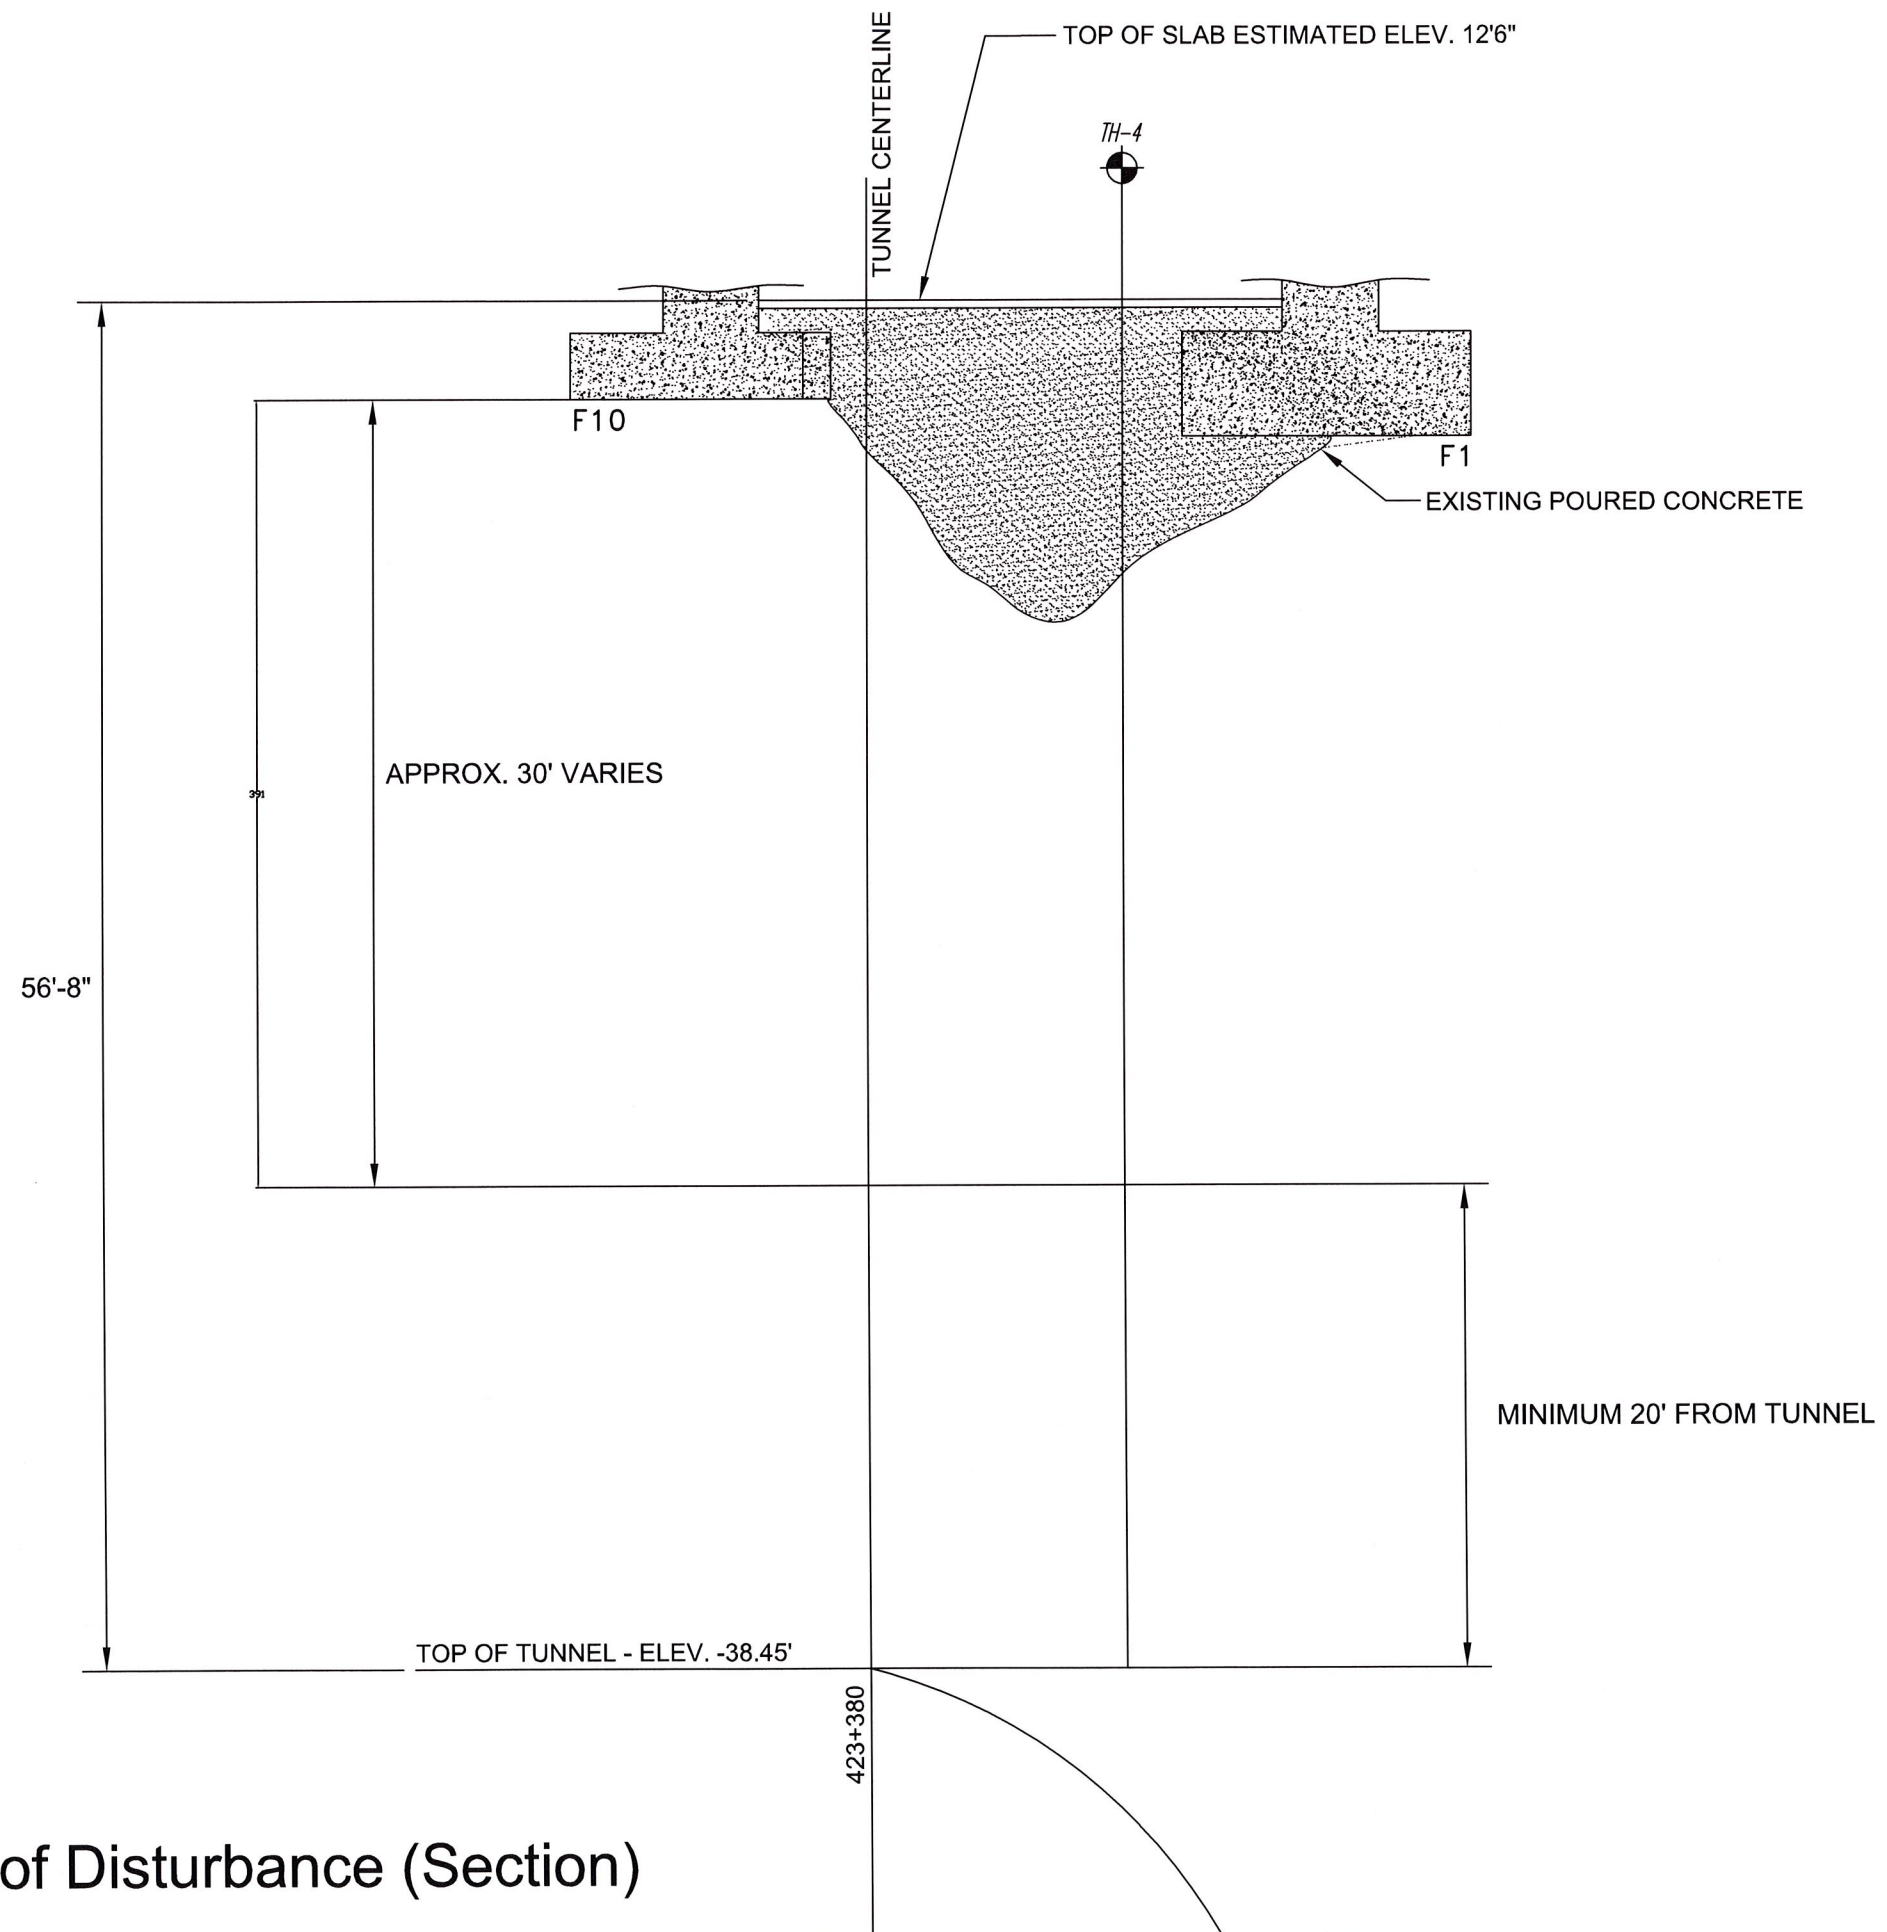 TUNNEL CENTERLINE
TOP OF SLAB ESTIMATED ELEV. 12'6"
TH-4
F10
F1
EXISTING POURED CONCRETE
APPROX. 30' VARIES
391
56'-8"
MINIMUM 20' FROM TUNNEL
TOP OF TUNNEL - ELEV. -38.45'
423+380
of Disturbance (Section)